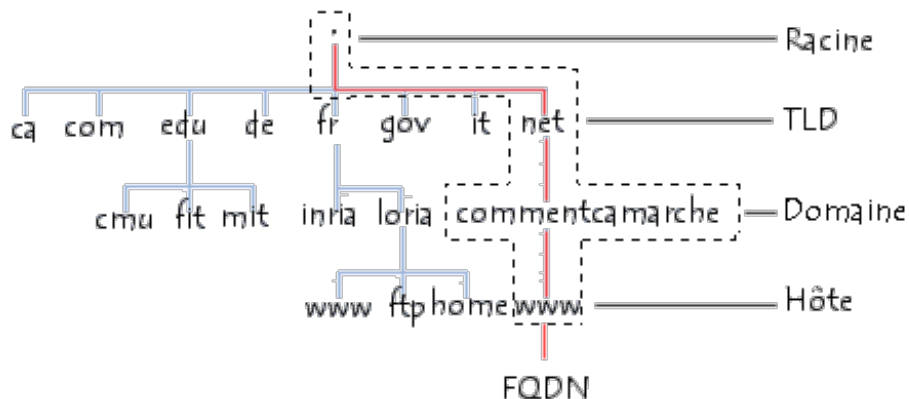 . Racine
ca com edu de fr gov it net TLD
cmu fit mit inria loria commentcamarche Domaine
www ftp home www Hôte
FQDN